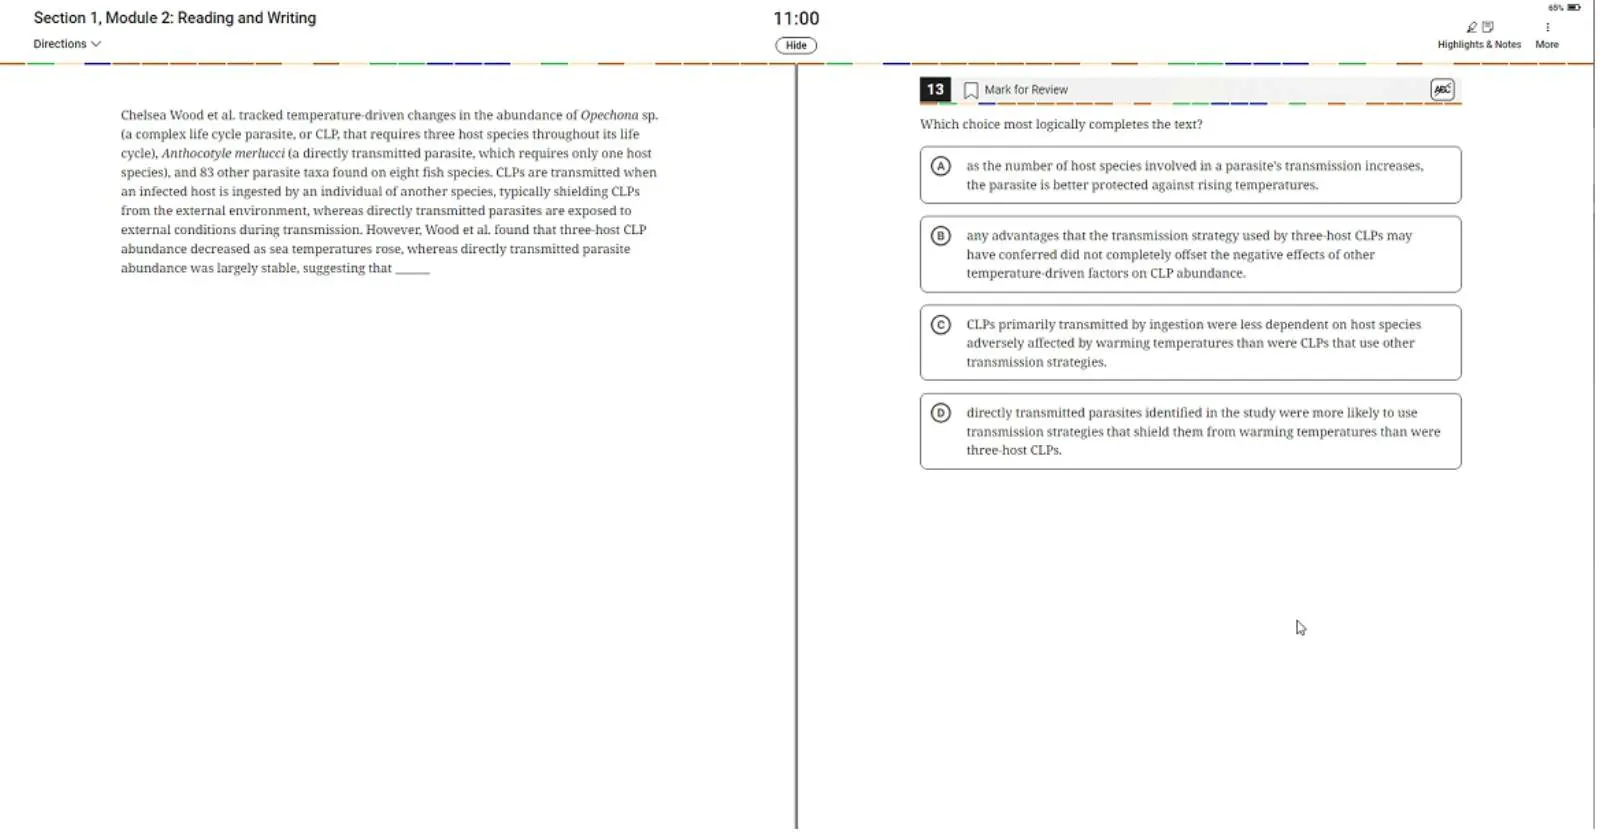 Section 1, Module 2: Reading and Writing
Directions
11:00
Hide
65%
Highlights & Notes
More
Chelsea Wood et al. tracked temperature-driven changes in the abundance of Opechona sp.
(a complex life cycle parasite, or CLP, that requires three host species throughout its life
cycle), Anthocotyle merlucci (a directly transmitted parasite, which requires only one host
species), and 83 other parasite taxa found on eight fish species. CLPs are transmitted when
an infected host is ingested by an individual of another species, typically shielding CLPs
from the external environment, whereas directly transmitted parasites are exposed to
external conditions during transmission. However, Wood et al. found that three-host CLP
abundance decreased as sea temperatures rose, whereas directly transmitted parasite
abundance was largely stable, suggesting that ______
13
Mark for Review
ABC
Which choice most logically completes the text?
A
as the number of host species involved in a parasite's transmission increases,
the parasite is better protected against rising temperatures.
B
any advantages that the transmission strategy used by three-host CLPs may
have conferred did not completely offset the negative effects of other
temperature-driven factors on CLP abundance.
C
CLPs primarily transmitted by ingestion were less dependent on host species
adversely affected by warming temperatures than were CLPs that use other
transmission strategies.
D
directly transmitted parasites identified in the study were more likely to use
transmission strategies that shield them from warming temperatures than were
three-host CLPs.